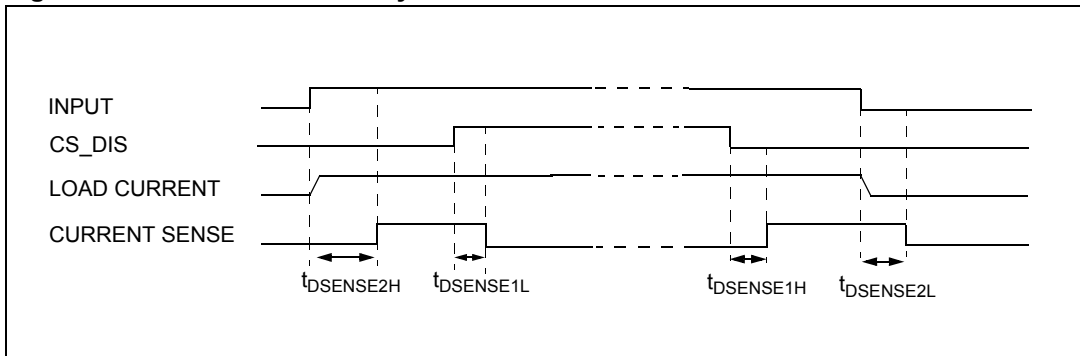 INPUT
CS_DIS
LOAD CURRENT
CURRENT SENSE
tDSENSE2H
tDSENSE1L
tDSENSE1H
tDSENSE2L